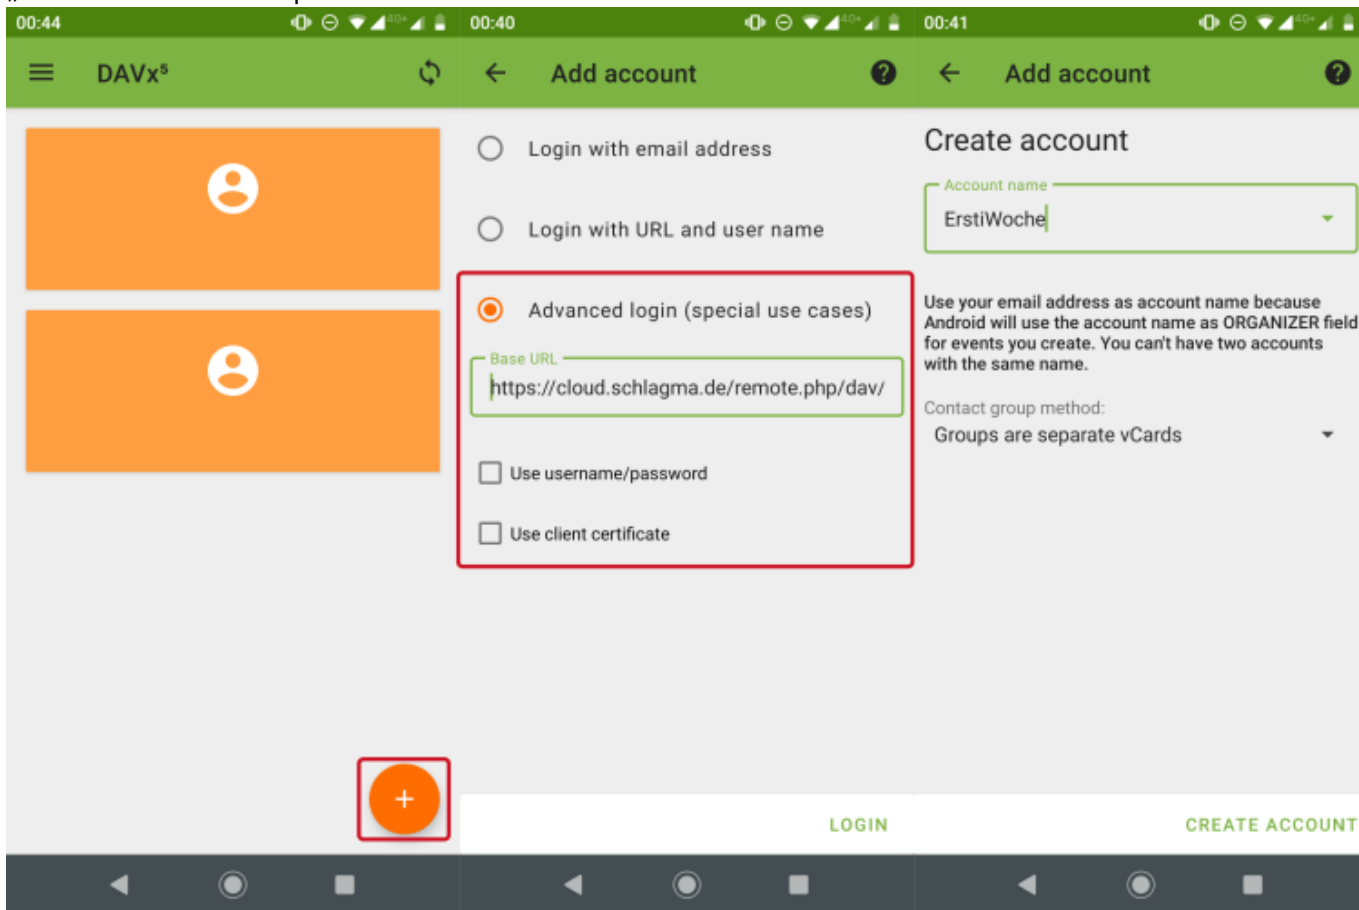 00:44
DAVx⁵
00:40
4G+
Add account
Login with email address
Login with URL and user name
Advanced login (special use cases)
Base URL
https://cloud.schlagma.de/remote.php/dav/
Use username/password
Use client certificate
LOGIN
00:41
4G+
Add account
Create account
Account name
ErstiWoche
Use your email address as account name because
Android will use the account name as ORGANIZER field
for events you create. You can't have two accounts
with the same name.
Contact group method:
Groups are separate vCards
CREATE ACCOUNT